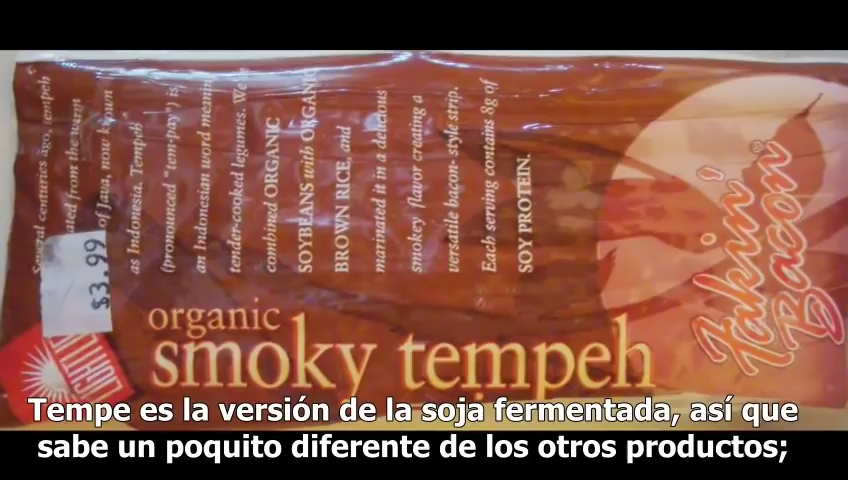 Several centuries ago, tempeh
from the warm
of Java, now known
as Indonesia. Tempeh
(pronounced "tem-pay") is
an Indonesian word
tender-cooked legumes. We
combined ORGANIC
SOYBEANS with ORGANIC
BROWN RICE, and
marinated it in a delicious
smokey flavor creating a
versatile bacon- style strip.
Each serving contains 8g of
SOY PROTEIN.
$3.99
LIGHTLIFE
organic
smoky tempeh
Fakin'
Bacon®
Tempe es la versión de la soja fermentada, así que
sabe un poquito diferente de los otros productos;